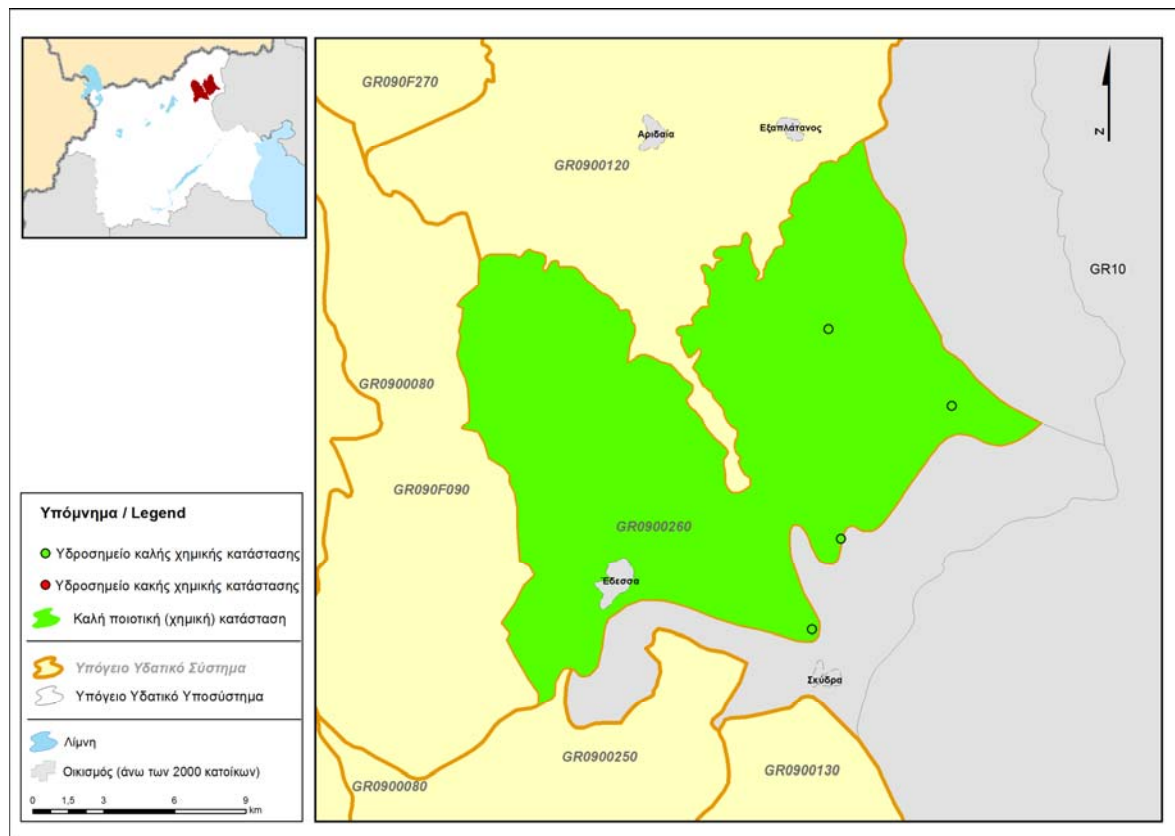 GR090F270
Αριδαία
Εξαπλάτανος
GR0900120
Z
GR10
GR0900080
GR090F090
GR0900260
Έδεσσα
Σκύδρα
GR0900250
GR0900080
GR0900130
Υπόμνημα / Legend
Υδροσημείο καλής χημικής κατάστασης
Υδροσημείο κακής χημικής κατάστασης
Καλή ποιοτική (χημική) κατάσταση
Υπόγειο Υδατικό Σύστημα
Υπόγειο Υδατικό Υποσύστημα
Λίμνη
Οικισμός (άνω των 2000 κατοίκων)
0 1,5 3 6 9
km